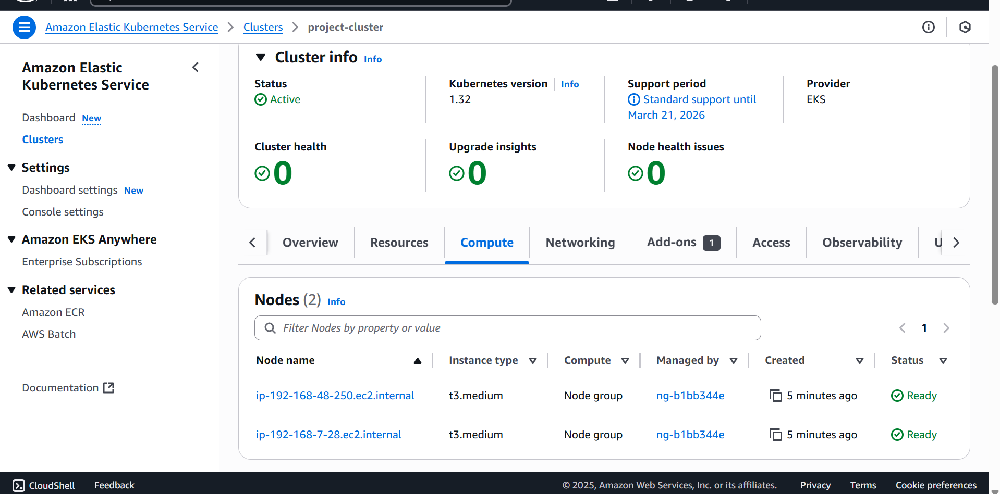 Amazon Elastic Kubernetes Service
Clusters
project-cluster
Amazon Elastic
Kubernetes Service
Dashboard New
Clusters
Settings
Dashboard settings New
Console settings
Amazon EKS Anywhere
Enterprise Subscriptions
Related services
Amazon ECR
AWS Batch
Documentation
Cluster info Info
Status
Active
Kubernetes version Info
1.32
Support period
Standard support until
March 21, 2026
Provider
EKS
Cluster health
0
Upgrade insights
0
Node health issues
0
Overview Resources Compute Networking Add-ons 1 Access Observability U
Nodes (2) Info
Filter Nodes by property or value
1
Node name Instance type Compute Managed by Created Status
ip-192-168-48-250.ec2.internal t3.medium Node group ng-b1bb344e 5 minutes ago Ready
ip-192-168-7-28.ec2.internal t3.medium Node group ng-b1bb344e 5 minutes ago Ready
CloudShell Feedback © 2025, Amazon Web Services, Inc. or its affiliates. Privacy Terms Cookie preferences